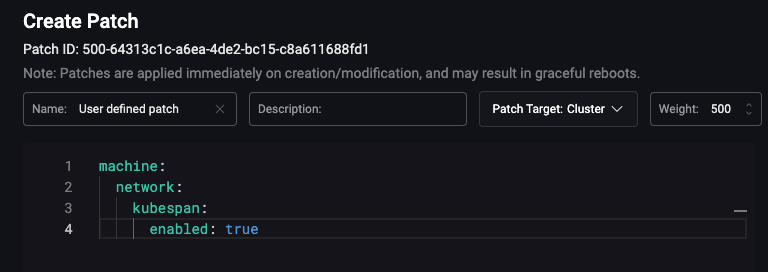 Create Patch
Patch ID: 500-64313c1c-a6ea-4de2-bc15-c8a611688fd1
Note: Patches are applied immediately on creation/modification, and may result in graceful reboots.
Name: User defined patch Description: Patch Target: Cluster Weight: 500
1 machine:
2   network:
3     kubespan:
4       enabled: true